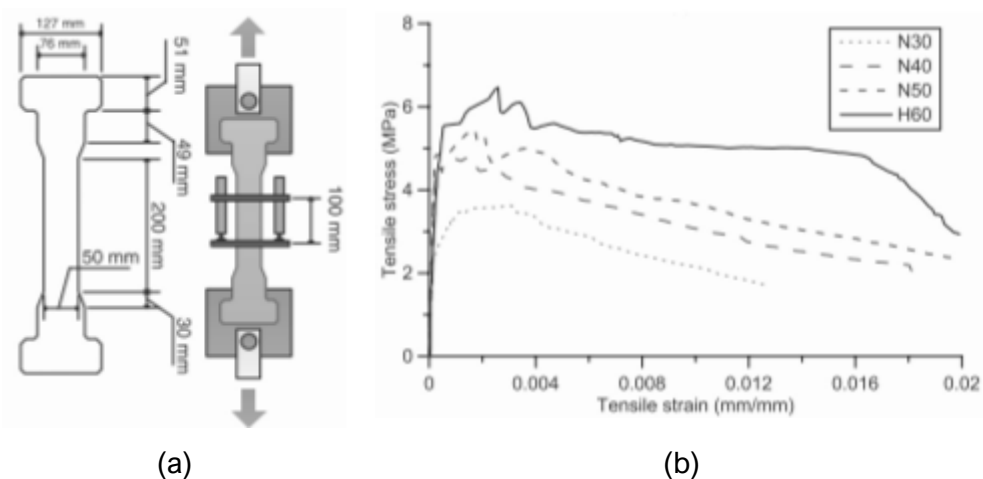 127 mm
76 mm
51 mm
49 mm
200 mm
50 mm
30 mm
100 mm
(a)
8
6
4
2
0
Tensile stress (MPa)
N30
N40
N50
H60
0
0.004
0.008
0.012
0.016
0.02
Tensile strain (mm/mm)
(b)